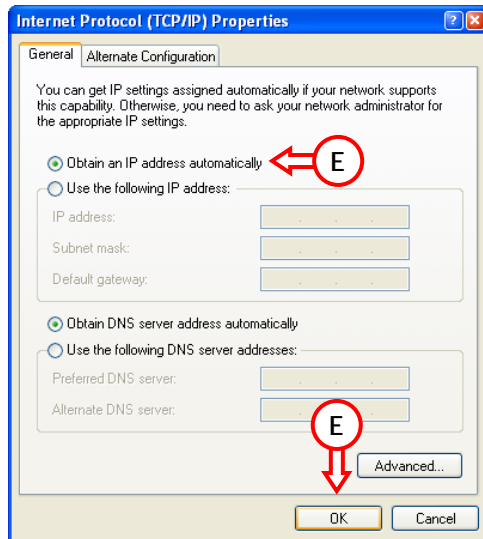 Internet Protocol (TCP/IP) Properties
General
Alternate Configuration
You can get IP settings assigned automatically if your network supports
this capability. Otherwise, you need to ask your network administrator for
the appropriate IP settings.
Obtain an IP address automatically
E
Use the following IP address:
IP address:
Subnet mask:
Default gateway:
Obtain DNS server address automatically
Use the following DNS server addresses:
Preferred DNS server:
Alternate DNS server:
E
Advanced...
OK
Cancel